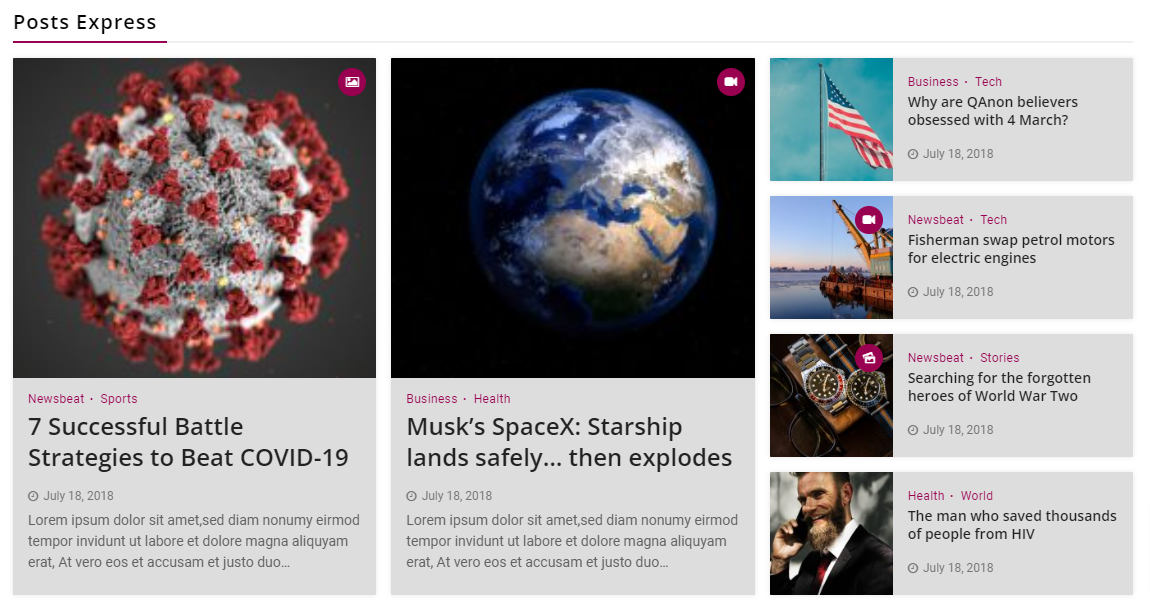 Posts Express
Newsbeat · Sports
7 Successful Battle
Strategies to Beat COVID-19
July 18, 2018
Lorem ipsum dolor sit amet,sed diam nonumy eirmod
tempor invidunt ut labore et dolore magna aliquyam
erat, At vero eos et accusam et justo duo...
Business · Health
Musk’s SpaceX: Starship
lands safely… then explodes
July 18, 2018
Lorem ipsum dolor sit amet,sed diam nonumy eirmod
tempor invidunt ut labore et dolore magna aliquyam
erat, At vero eos et accusam et justo duo...
Business · Tech
Why are QAnon believers
obsessed with 4 March?
July 18, 2018
Newsbeat · Tech
Fisherman swap petrol motors
for electric engines
July 18, 2018
Newsbeat · Stories
Searching for the forgotten
heroes of World War Two
July 18, 2018
Health · World
The man who saved thousands
of people from HIV
July 18, 2018